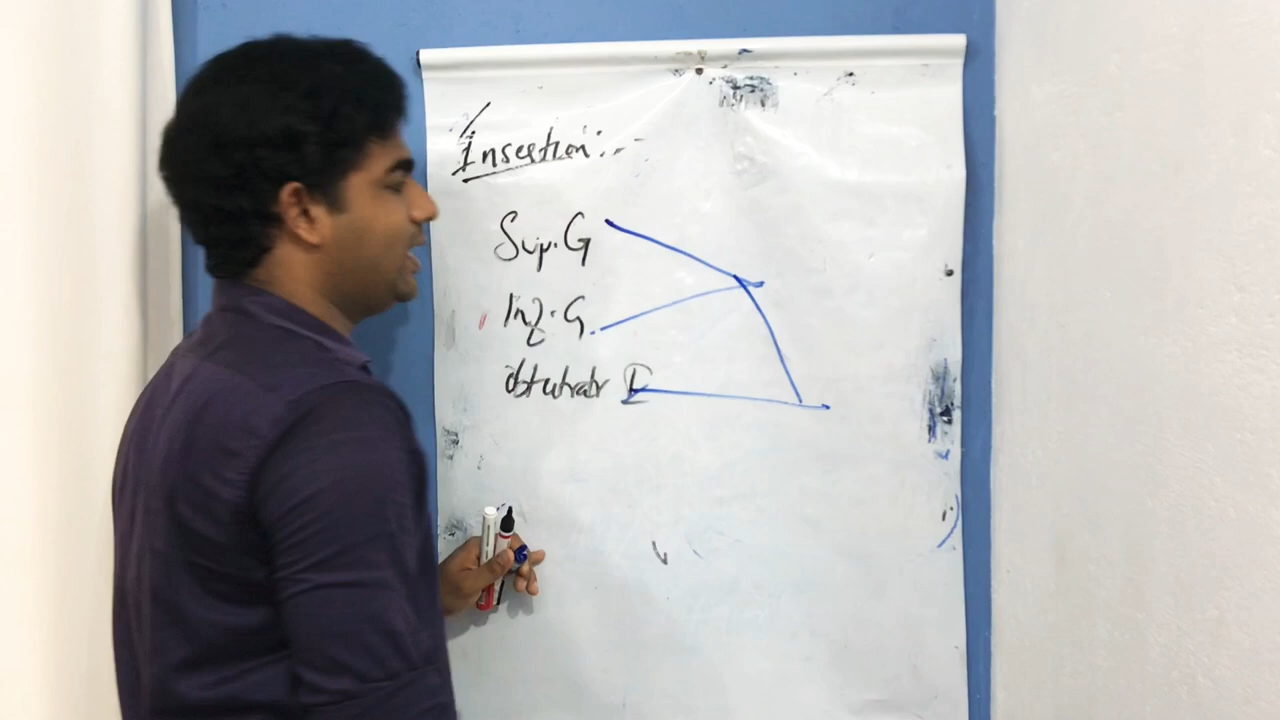 Insertion:-
Sup. G
Inf. G
obturator I